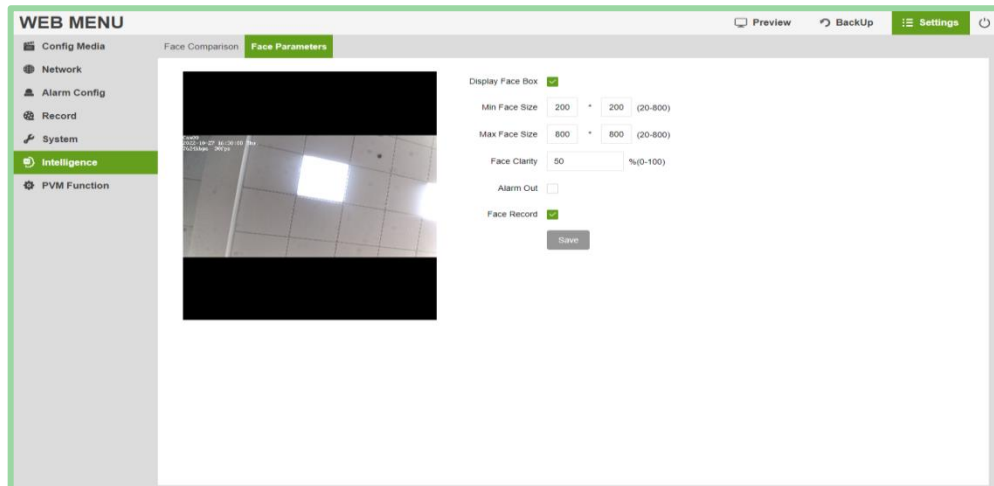 WEB MENU
Preview
BackUp
Settings
Config Media
Network
Alarm Config
Record
System
Intelligence
PVM Function
Face Comparison
Face Parameters
Display Face Box
Min Face Size 200 * 200 (20-800)
Max Face Size 800 * 800 (20-800)
Face Clarity 50 %(0-100)
Alarm Out
Face Record
Save